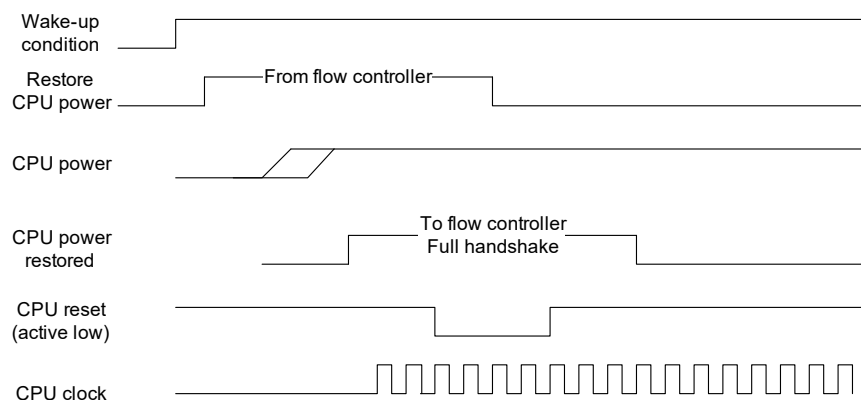 Wake-up
condition
Restore
CPU power
From flow controller
CPU power
CPU power
restored
To flow controller
Full handshake
CPU reset
(active low)
CPU clock